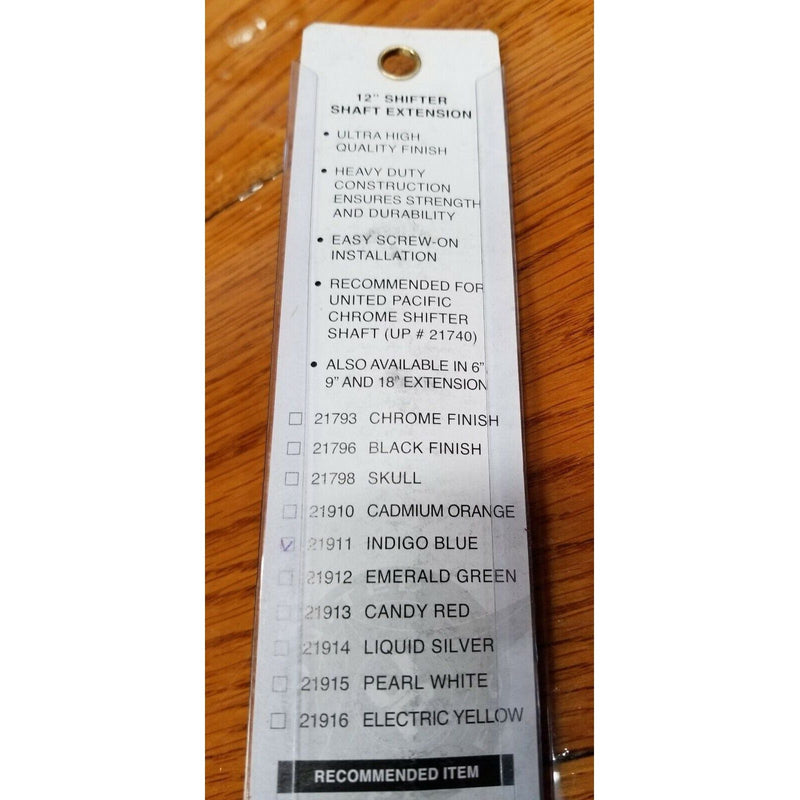 12" SHIFTER
SHAFT EXTENSION
• ULTRA HIGH
QUALITY FINISH
• HEAVY DUTY
CONSTRUCTION
ENSURES STRENGTH
AND DURABILITY
• EASY SCREW-ON
INSTALLATION
• RECOMMENDED FOR
UNITED PACIFIC
CHROME SHIFTER
SHAFT (UP # 21740)
• ALSO AVAILABLE IN 6",
9" AND 18" EXTENSION
☐ 21793 CHROME FINISH
☐ 21796 BLACK FINISH
☐ 21798 SKULL
☐ 21910 CADMIUM ORANGE
☑ 21911 INDIGO BLUE
☐ 21912 EMERALD GREEN
☐ 21913 CANDY RED
☐ 21914 LIQUID SILVER
☐ 21915 PEARL WHITE
☐ 21916 ELECTRIC YELLOW
RECOMMENDED ITEM